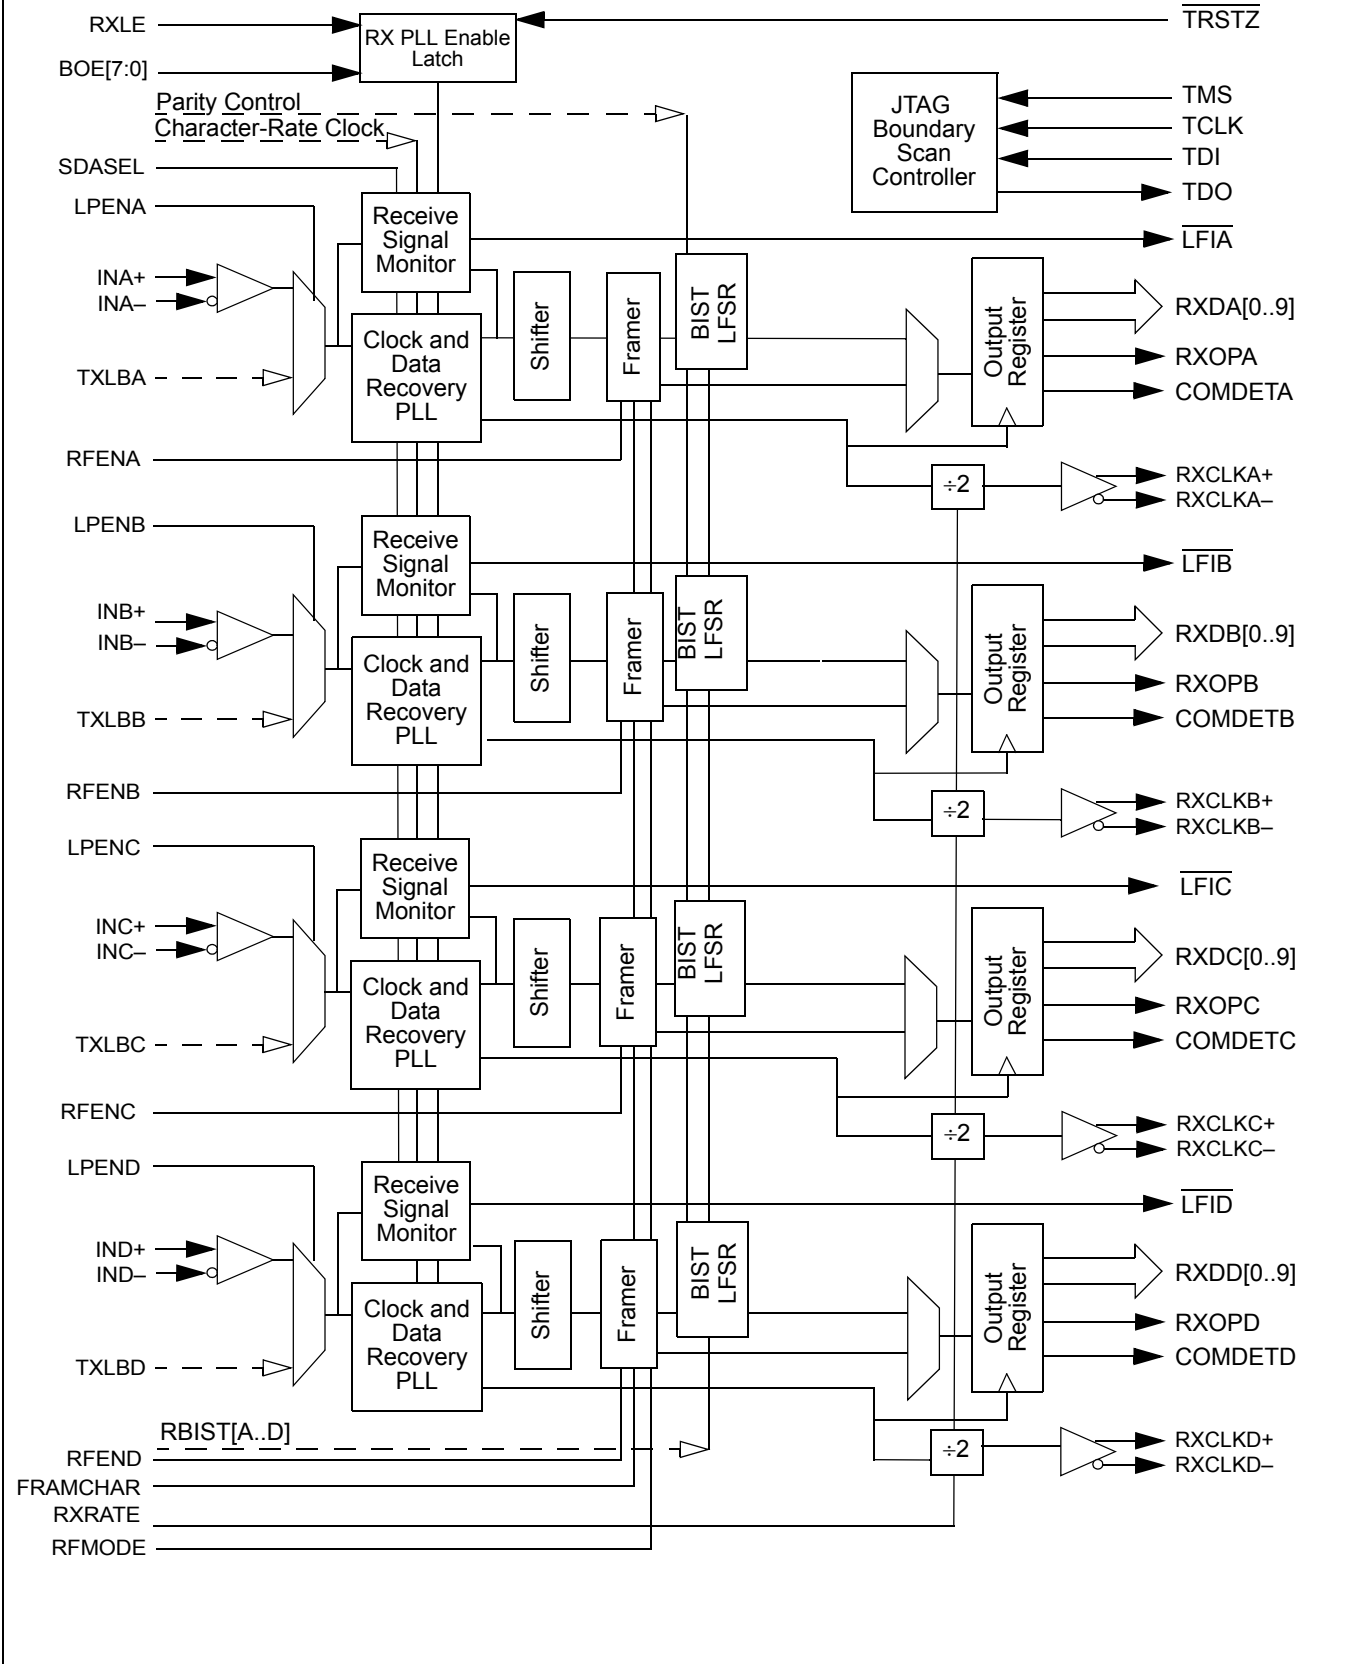 RXLE
RX PLL Enable
Latch
TRSTZ
BOE[7:0]
Parity Control
Character-Rate Clock
JTAG
Boundary
Scan
Controller
TMS
TCLK
TDI
TDO
SDASEL
LPENA
Receive
Signal
Monitor
LFIA
INA+
INA–
TXLBA
Clock and
Data
Recovery
PLL
Shifter
Framer
BIST
LFSR
Output
Register
RXDA[0..9]
RXOPA
COMDETA
RFENA
÷2
RXCLKA+
RXCLKA–
LPENB
Receive
Signal
Monitor
LFIB
INB+
INB–
TXLBB
Clock and
Data
Recovery
PLL
Shifter
Framer
BIST
LFSR
Output
Register
RXDB[0..9]
RXOPB
COMDETB
RFENB
÷2
RXCLKB+
RXCLKB–
LPENC
Receive
Signal
Monitor
LFIC
INC+
INC–
TXLBC
Clock and
Data
Recovery
PLL
Shifter
Framer
BIST
LFSR
Output
Register
RXDC[0..9]
RXOPC
COMDETC
RFENC
÷2
RXCLKC+
RXCLKC–
LPEND
Receive
Signal
Monitor
LFID
IND+
IND–
TXLBD
Clock and
Data
Recovery
PLL
Shifter
Framer
BIST
LFSR
Output
Register
RXDD[0..9]
RXOPD
COMDETD
RBIST[A..D]
÷2
RXCLKD+
RXCLKD–
RFEND
FRAMCHAR
RXRATE
RFMODE